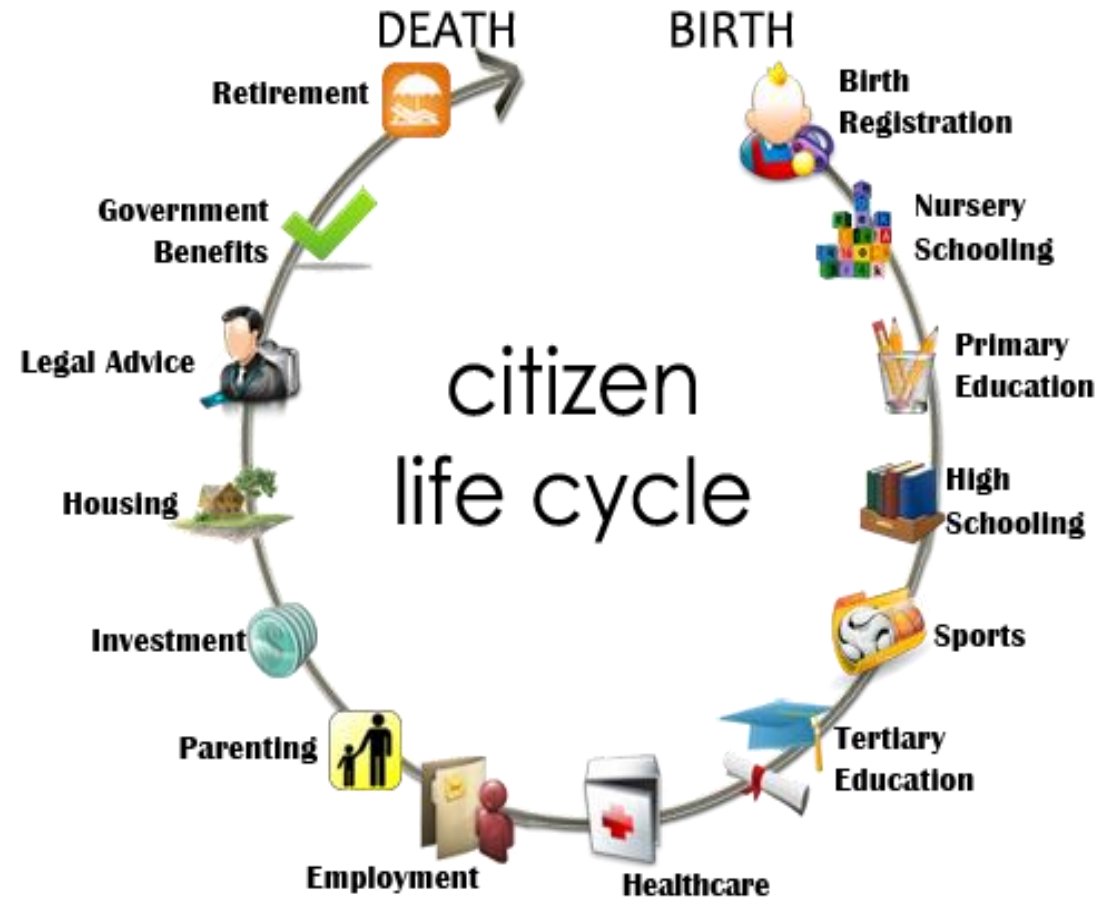 DEATH
BIRTH
Birth
Registration
Nursery
Schooling
Primary
Education
High
Schooling
Sports
Tertiary
Education
Healthcare
Employment
Parenting
Investment
Housing
Legal Advice
Government
Benefits
Retirement
citizen
life cycle